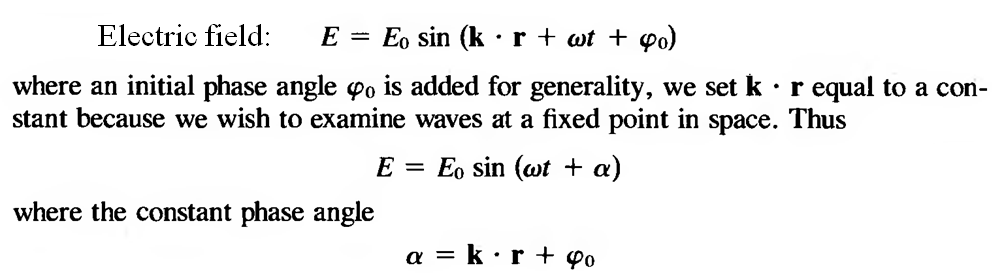 Electric field: E = E₀ sin (k · r + ωt + φ₀)
where an initial phase angle φ₀ is added for generality, we set k · r equal to a con-
stant because we wish to examine waves at a fixed point in space. Thus
E = E₀ sin (ωt + α)
where the constant phase angle
α = k · r + φ₀